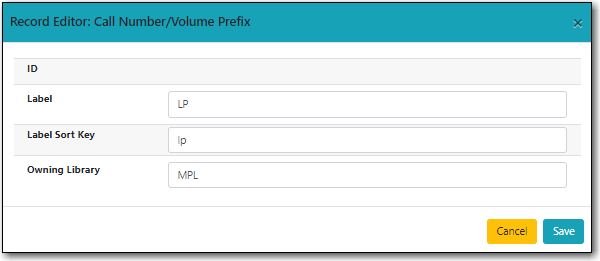 Record Editor: Call Number/Volume Prefix ×
ID
Label LP
Label Sort Key lp
Owning Library MPL
Cancel Save